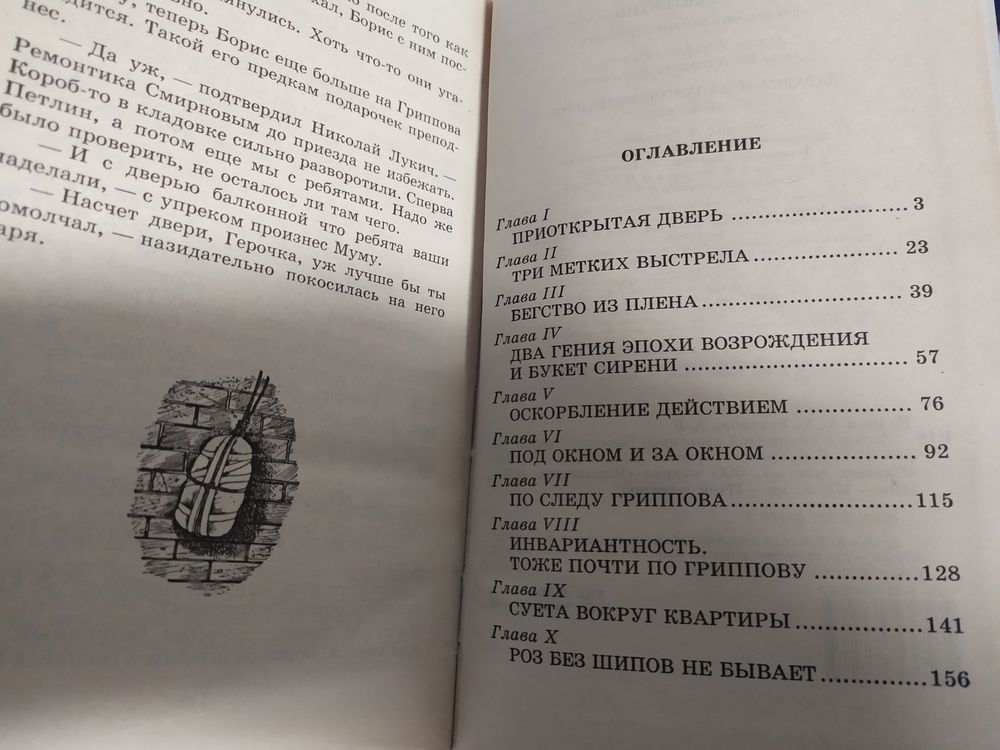 после того как
хал, Борис с ним пос-
нулись. Хоть что-то они уга-
теперь Борис еще больше на Гриппова
дится. Такой его предкам подарочек препод-
нес.
— Да уж, — подтвердил Николай Лукич. —
Ремонтика Смирновым до приезда не избежать.
Короб-то в кладовке сильно разворотили. Сперва
Петлин, а потом еще мы с ребятами. Надо же
было проверить, не осталось ли там чего.
— И с дверью балконной что ребята ваши
наделали, — с упреком произнес Муму.
— Насчет двери, Герочка, уж лучше бы ты
помолчал, — назидательно покосилась на него
аря.
ОГЛАВЛЕНИЕ
Глава I
ПРИОТКРЫТАЯ ДВЕРЬ ........................ 3
Глава II
ТРИ МЕТКИХ ВЫСТРЕЛА ........................ 23
Глава III
БЕГСТВО ИЗ ПЛЕНА ........................ 39
Глава IV
ДВА ГЕНИЯ ЭПОХИ ВОЗРОЖДЕНИЯ
И БУКЕТ СИРЕНИ ........................ 57
Глава V
ОСКОРБЛЕНИЕ ДЕЙСТВИЕМ ................ 76
Глава VI
ПОД ОКНОМ И ЗА ОКНОМ .................... 92
Глава VII
ПО СЛЕДУ ГРИППОВА ........................ 115
Глава VIII
ИНВАРИАНТНОСТЬ.
ТОЖЕ ПОЧТИ ПО ГРИППОВУ .............. 128
Глава IX
СУЕТА ВОКРУГ КВАРТИРЫ .................. 141
Глава X
РОЗ БЕЗ ШИПОВ НЕ БЫВАЕТ .............. 156